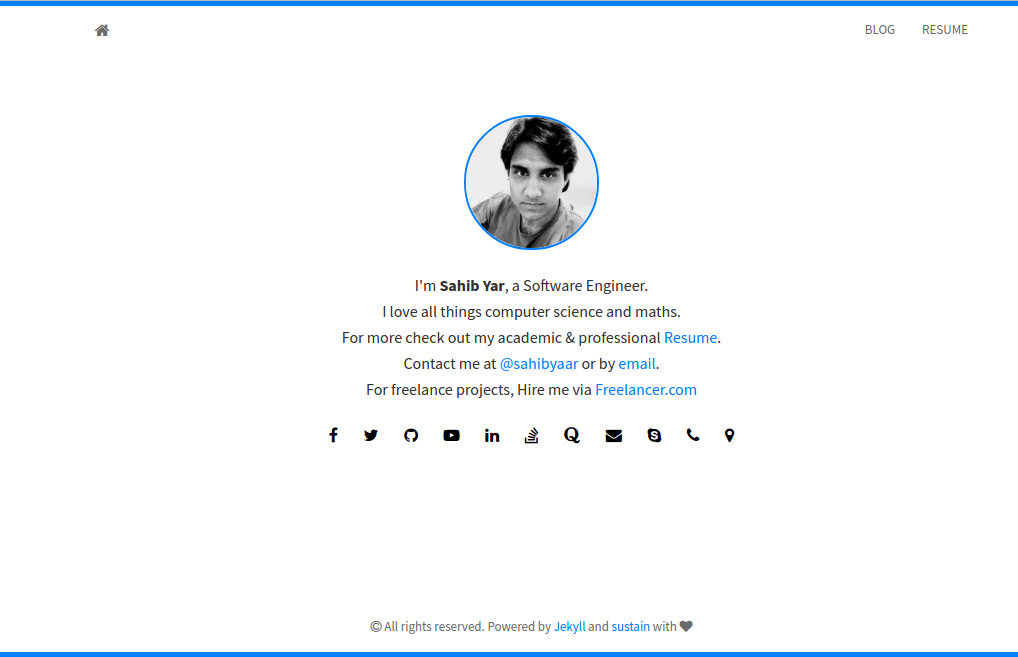 BLOG RESUME
I'm Sahib Yar, a Software Engineer.
I love all things computer science and maths.
For more check out my academic & professional Resume.
Contact me at @sahibyaar or by email.
For freelance projects, Hire me via Freelancer.com
© All rights reserved. Powered by Jekyll and sustain with ♥